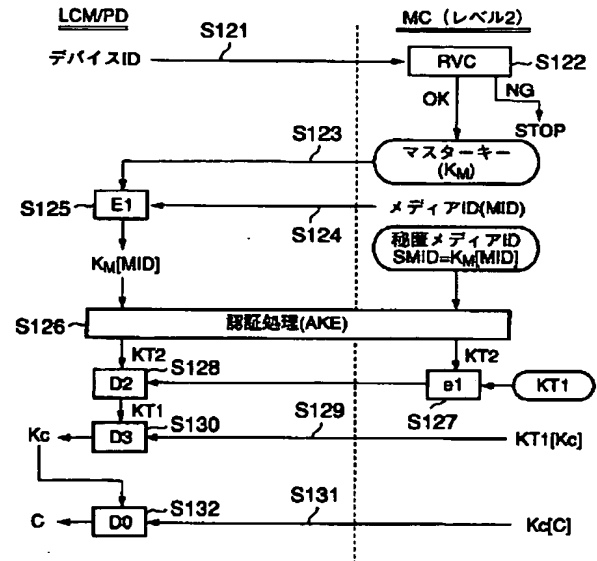 LCM/PD
MC (レベル2)
S121
デバイスID
RVC
S122
OK
NG
STOP
S123
マスターキー
(KM)
S125
E1
メディアID(MID)
S124
秘匿メディアID
SMID=KM[MID]
KM[MID]
S126
認証処理(AKE)
KT2
KT2
S128
D2
e1
KT1
KT1
S127
S129
S130
Kc
D3
KT1[Kc]
S131
S132
C
D0
Kc[C]